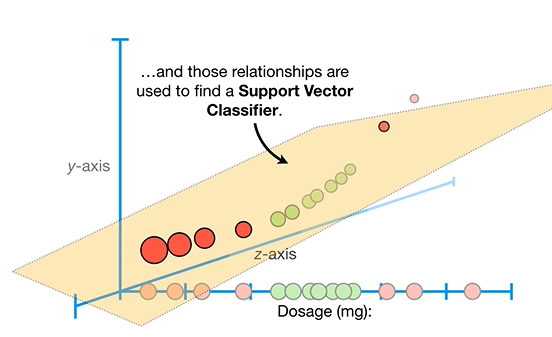 …and those relationships are
used to find a Support Vector
Classifier.
y-axis
z-axis
Dosage (mg):